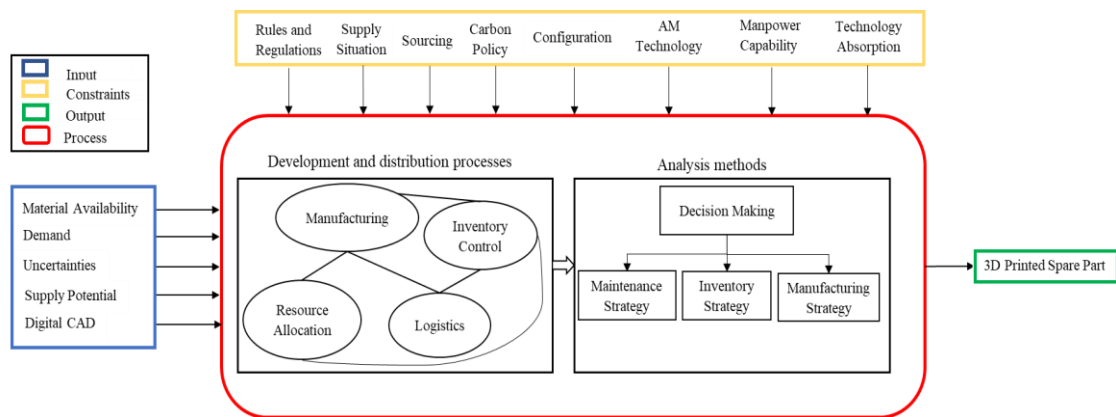 Rules and
Regulations
Supply
Situation
Sourcing
Carbon
Policy
Configuration
AM
Technology
Manpower
Capability
Technology
Absorption
Input
Constraints
Output
Process
Material Availability
Demand
Uncertainties
Supply Potential
Digital CAD
Development and distribution processes
Manufacturing
Inventory
Control
Resource
Allocation
Logistics
Analysis methods
Decision Making
Maintenance
Strategy
Inventory
Strategy
Manufacturing
Strategy
3D Printed Spare Part